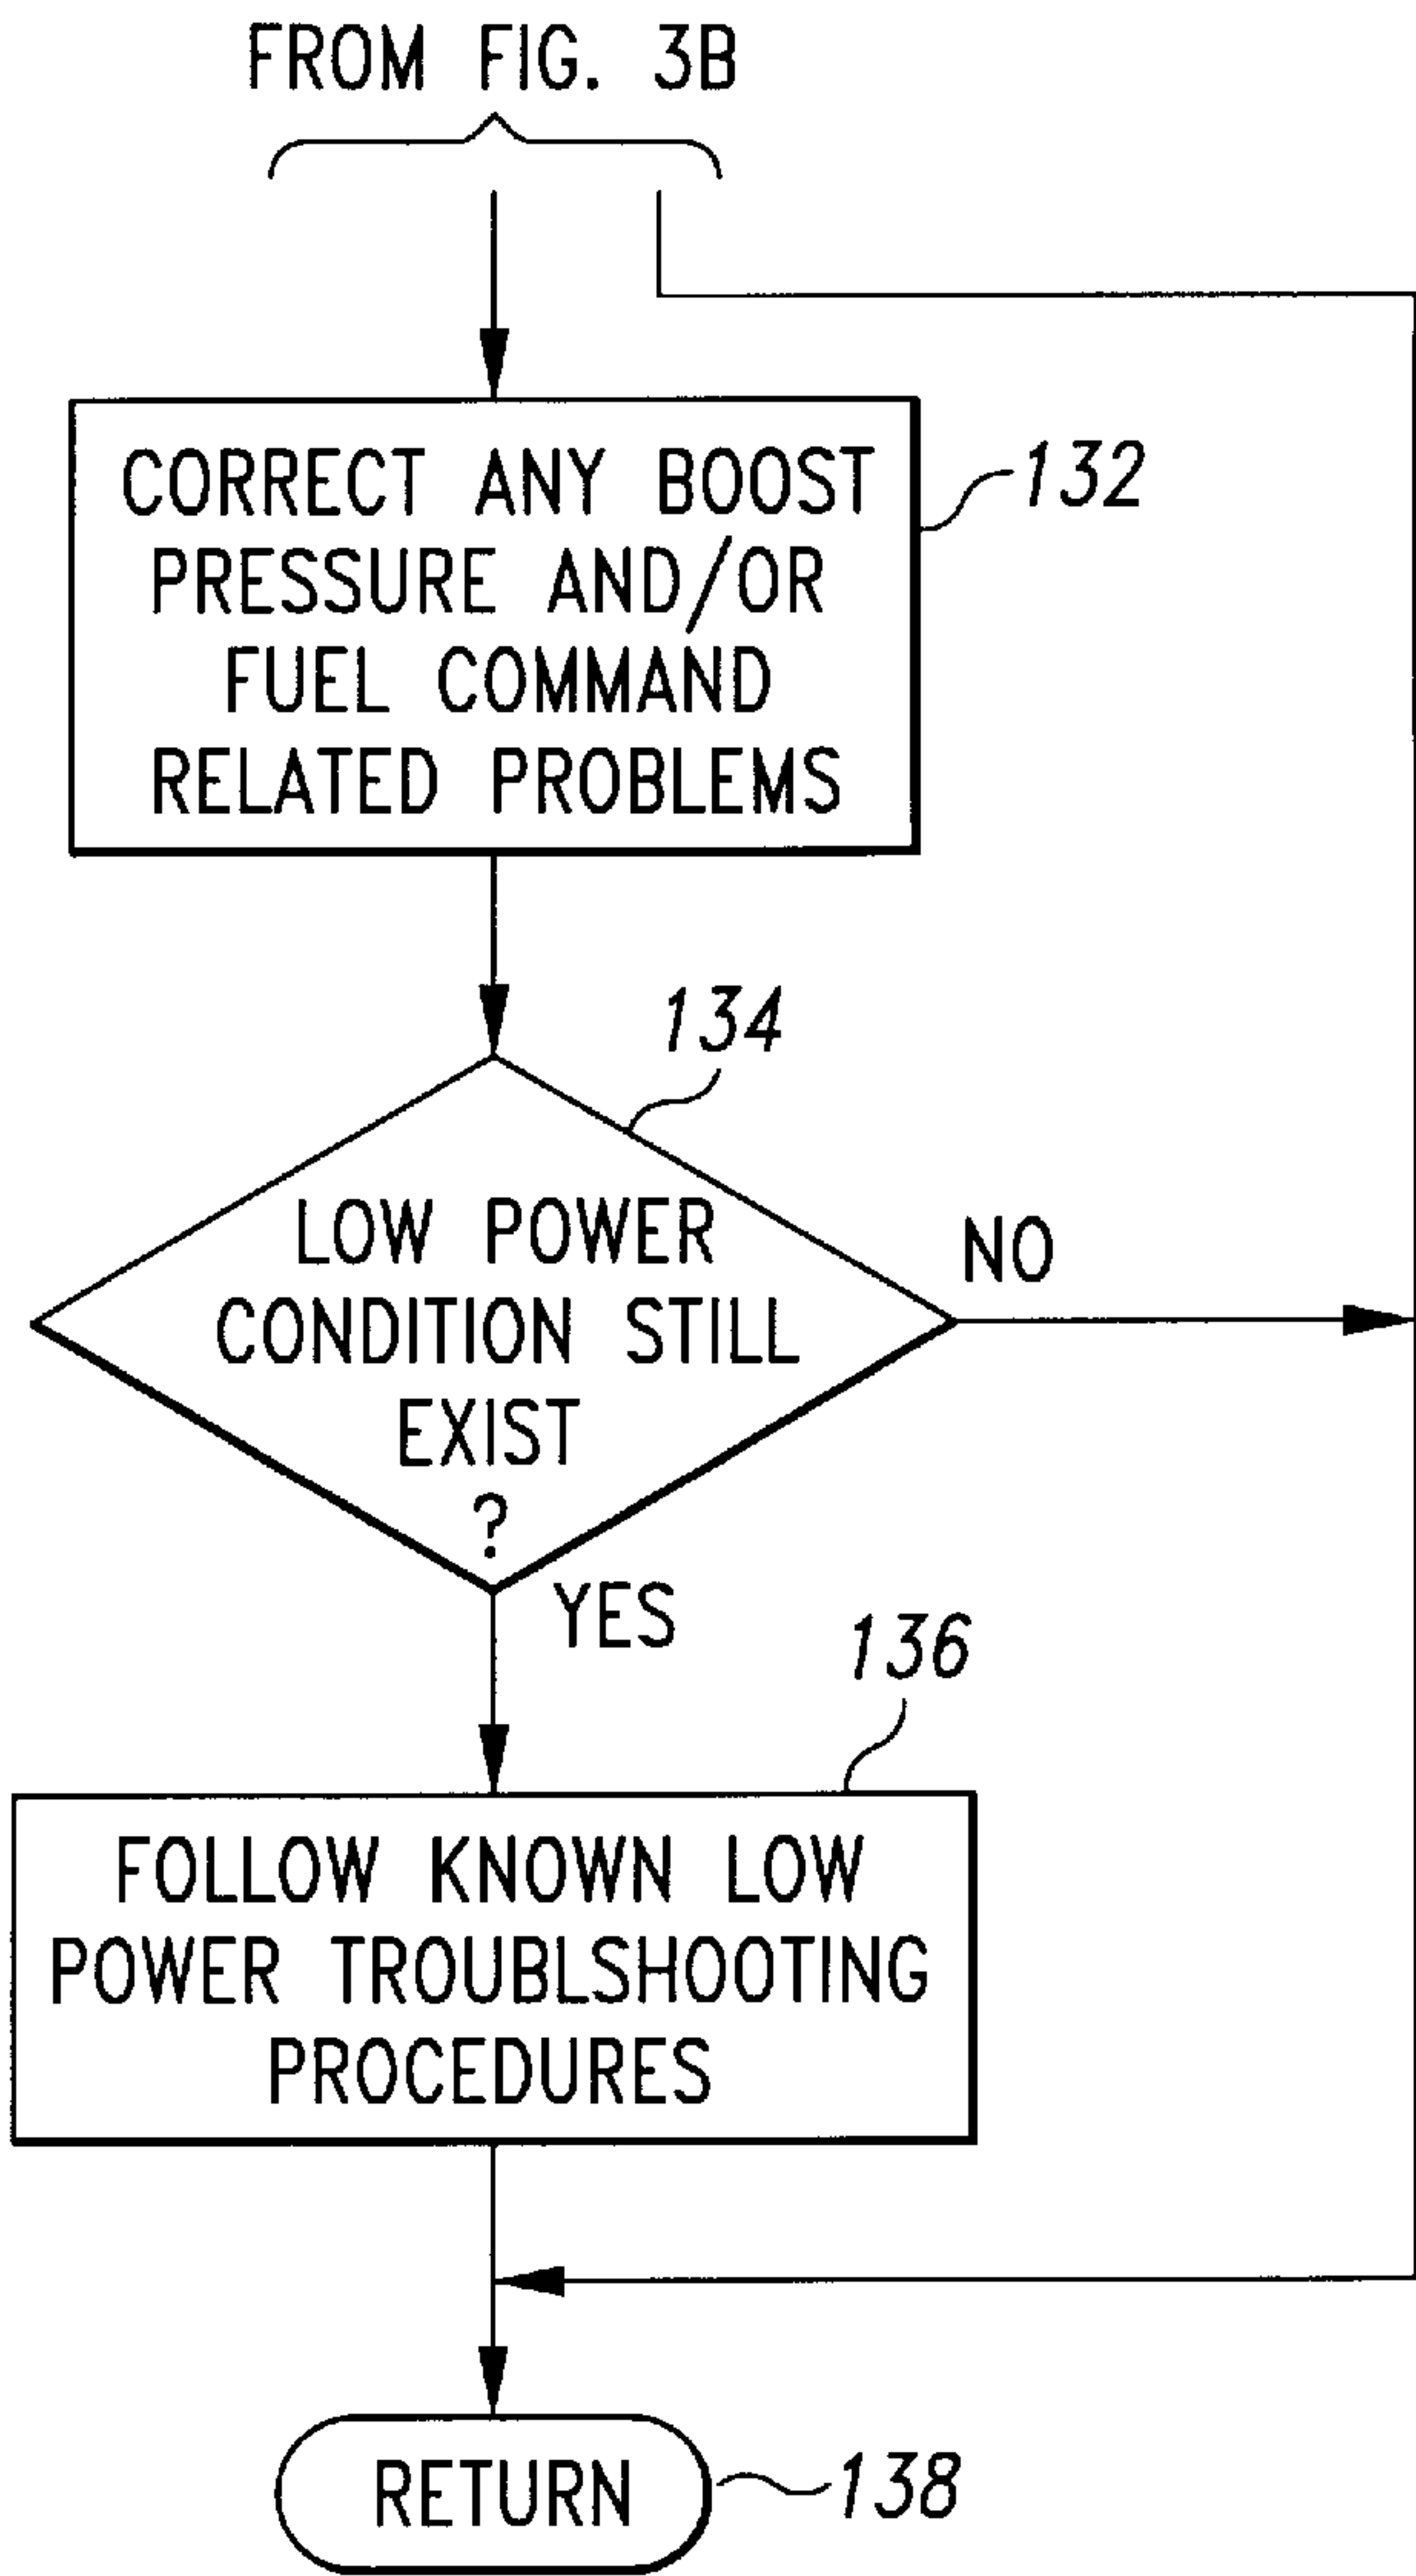 FROM FIG. 3B
CORRECT ANY BOOST
PRESSURE AND/OR
FUEL COMMAND
RELATED PROBLEMS
132
134
LOW POWER
CONDITION STILL
EXIST
?
NO
YES
136
FOLLOW KNOWN LOW
POWER TROUBLSHOOTING
PROCEDURES
RETURN
138